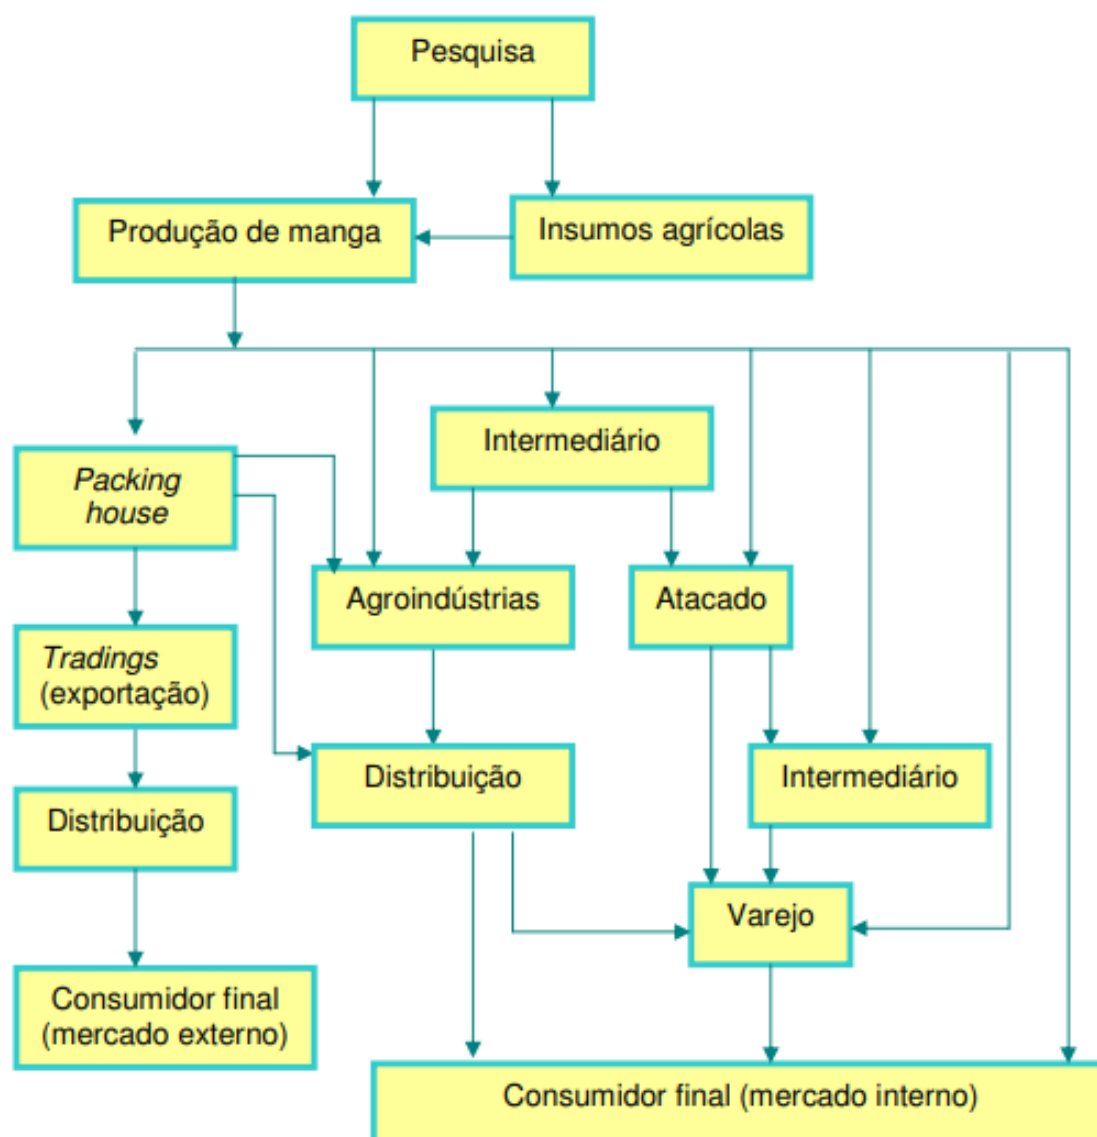 Pesquisa
Produção de manga
Insumos agrícolas
Intermediário
Packing
house
Agroindústrias
Atacado
Tradings
(exportação)
Distribuição
Intermediário
Distribuição
Varejo
Consumidor final
(mercado externo)
Consumidor final (mercado interno)